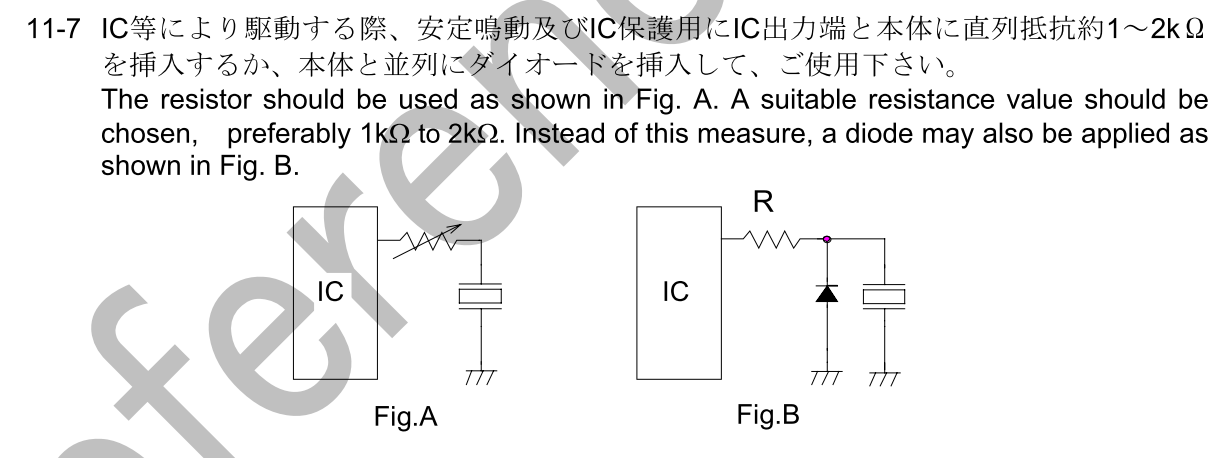 11-7 IC等により駆動する際、安定鳴動及びIC保護用にIC出力端と本体に直列抵抗約1～2kΩ
を挿入するか、本体と並列にダイオードを挿入して、ご使用下さい。
The resistor should be used as shown in Fig. A. A suitable resistance value should be
chosen, preferably 1kΩ to 2kΩ. Instead of this measure, a diode may also be applied as
shown in Fig. B.
R
IC
IC
Fig.A
Fig.B